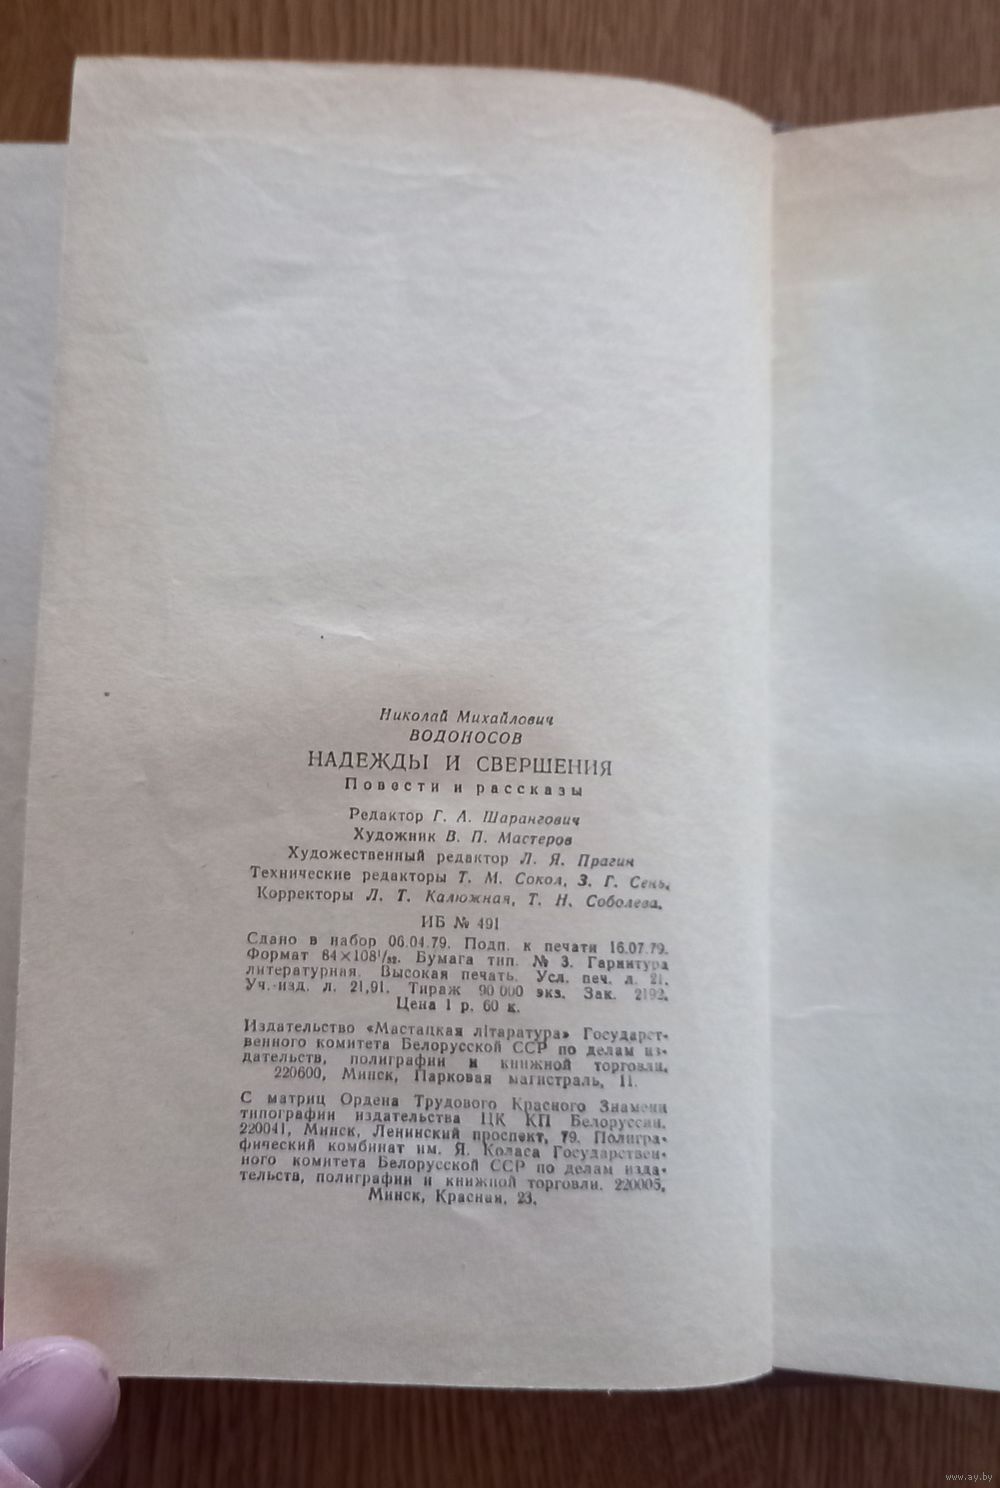 Николай Михайлович
ВОДОНОСОВ
НАДЕЖДЫ И СВЕРШЕНИЯ
Повести и рассказы
Редактор Г. А. Шарангович
Художник В. П. Мастеров
Художественный редактор Л. Я. Прагин
Технические редакторы Т. М. Сокол, З. Г. Сень.
Корректоры Л. Т. Калюжная, Т. Н. Соболева.
ИБ № 491
Сдано в набор 06.04.79. Подп. к печати 16.07.79.
Формат 84×108¹/₃₂. Бумага тип. № 3. Гарнитура
литературная. Высокая печать. Усл. печ. л. 21.
Уч.-изд. л. 21,91. Тираж 90 000 экз. Зак. 2192.
Цена 1 р. 60 к.
Издательство «Мастацкая літаратура» Государст-
венного комитета Белорусской ССР по делам из-
дательств, полиграфии и книжной торговли.
220600, Минск, Парковая магистраль, 11.
С матриц Ордена Трудового Красного Знамени
типографии издательства ЦК КП Белоруссии.
220041, Минск, Ленинский проспект, 79. Полигра-
фический комбинат им. Я. Коласа Государствен-
ного комитета Белорусской ССР по делам изда-
тельств, полиграфии и книжной торговли. 220005,
Минск, Красная, 23.
www.ay.by